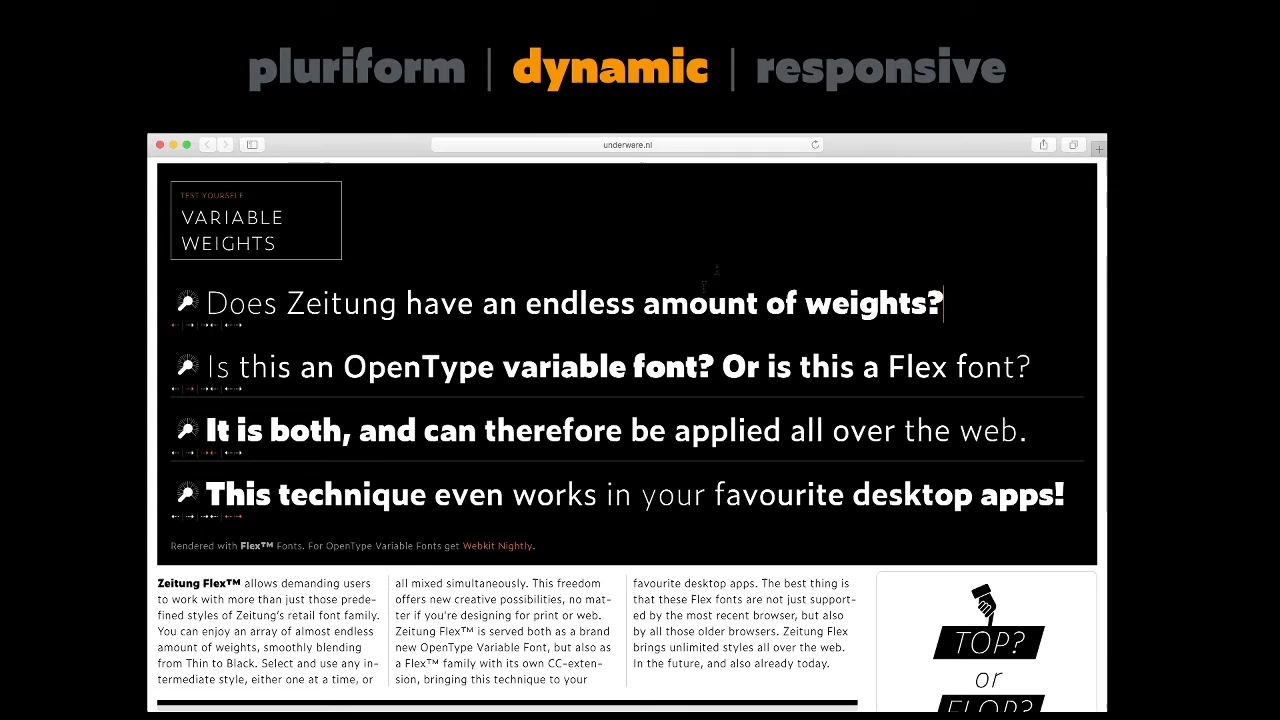 pluriform | dynamic | responsive
underware.nl
TEST YOURSELF
VARIABLE
WEIGHTS
Does Zeitung have an endless amount of weights?
Is this an OpenType variable font? Or is this a Flex font?
It is both, and can therefore be applied all over the web.
This technique even works in your favourite desktop apps!
Rendered with Flex™ Fonts. For OpenType Variable Fonts get Webkit Nightly.
Zeitung Flex™ allows demanding users
to work with more than just those prede-
fined styles of Zeitung's retail font family.
You can enjoy an array of almost endless
amount of weights, smoothly blending
from Thin to Black. Select and use any in-
termediate style, either one at a time, or
all mixed simultaneously. This freedom
offers new creative possibilities, no mat-
ter if you're designing for print or web.
Zeitung Flex™ is served both as a brand
new OpenType Variable Font, but also as
a Flex™ family with its own CC-exten-
sion, bringing this technique to your
favourite desktop apps. The best thing is
that these Flex fonts are not just support-
ed by the most recent browser, but also
by all those older browsers. Zeitung Flex
brings unlimited styles all over the web.
In the future, and also already today.
TOP?
or
FLOP?